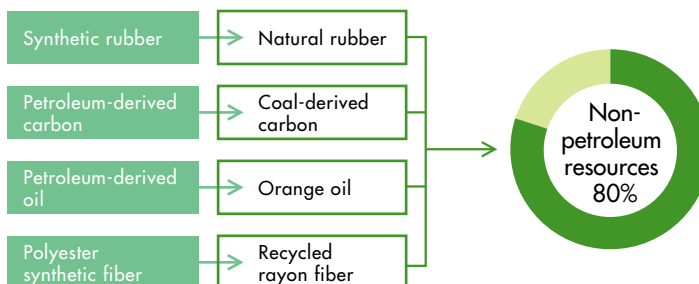 Synthetic rubber
Natural rubber
Petroleum-derived
carbon
Coal-derived
carbon
Petroleum-derived
oil
Orange oil
Polyester
synthetic fiber
Recycled
rayon fiber
Non-
petroleum
resources
80%